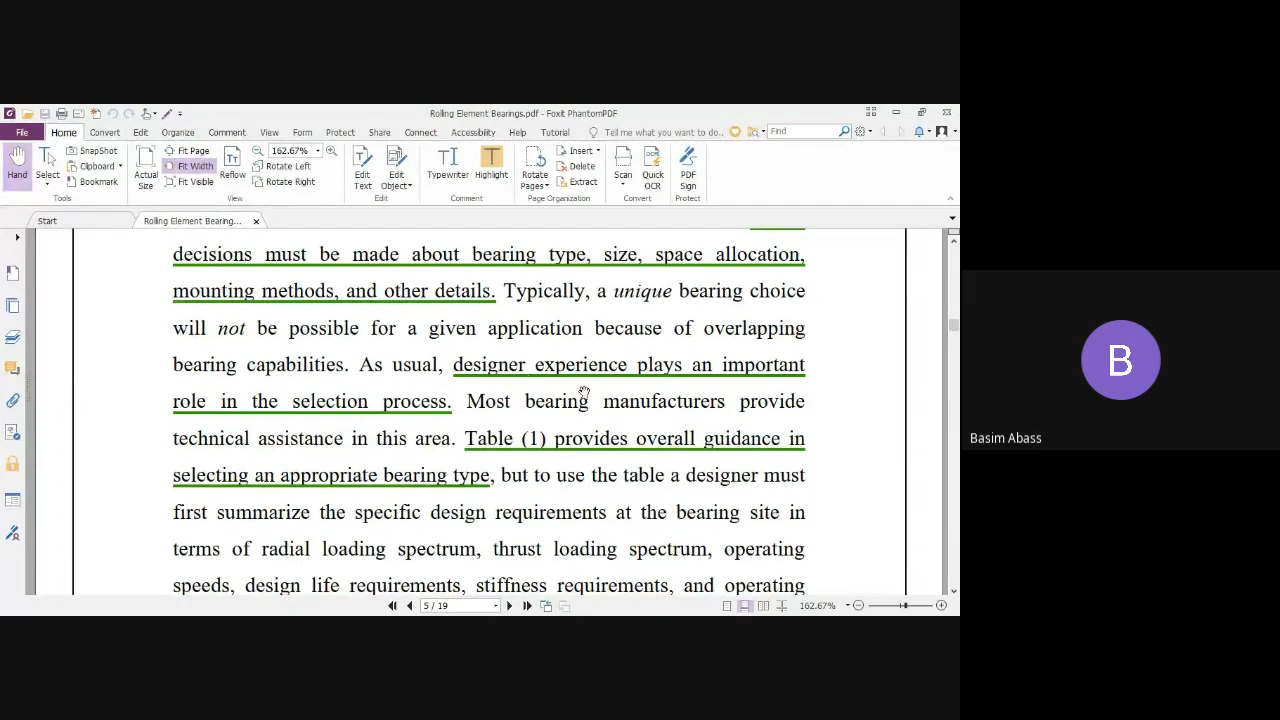 Rolling Element Bearings.pdf - Foxit PhantomPDF
File Home Convert Edit Organize Comment View Form Protect Share Connect Accessibility Help Tutorial Tell me what you want to do.. Find
Hand
Select
SnapShot
Clipboard
Bookmark
Tools
Actual
Size
Fit Page
Fit Width
Fit Visible
Reflow
162.67%
Rotate Left
Rotate Right
View
Edit
Text
Edit
Object
Edit
Typewriter
Highlight
Comment
Rotate
Pages
Insert
Delete
Extract
Page Organization
Scan
Quick
OCR
Convert
PDF
Sign
Protect
Start
Rolling Element Bearing...
decisions must be made about bearing type, size, space allocation,
mounting methods, and other details. Typically, a unique bearing choice
will not be possible for a given application because of overlapping
bearing capabilities. As usual, designer experience plays an important
role in the selection process. Most bearing manufacturers provide
technical assistance in this area. Table (1) provides overall guidance in
selecting an appropriate bearing type, but to use the table a designer must
first summarize the specific design requirements at the bearing site in
terms of radial loading spectrum, thrust loading spectrum, operating
speeds, design life requirements, stiffness requirements, and operating
5 / 19
162.67%
B
Basim Abass